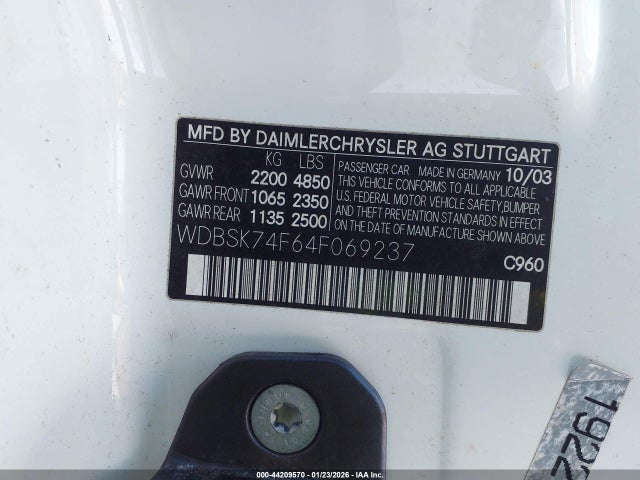 MFD BY DAIMLERCHRYSLER AG STUTTGART
KG LBS
GVWR 2200 4850
GAWR FRONT 1065 2350
GAWR REAR 1135 2500
PASSENGER CAR MADE IN GERMANY 10/03
THIS VEHICLE CONFORMS TO ALL APPLICABLE
U.S. FEDERAL MOTOR VEHICLE SAFETY, BUMPER
AND THEFT PREVENTION STANDARDS IN EFFECT
ON THE DATE OF MANUFACTURE SHOWN ABOVE.
WDBSK74F64F069237
C960
1922
000-44209570 - 01/23/2026 - IAA Inc.